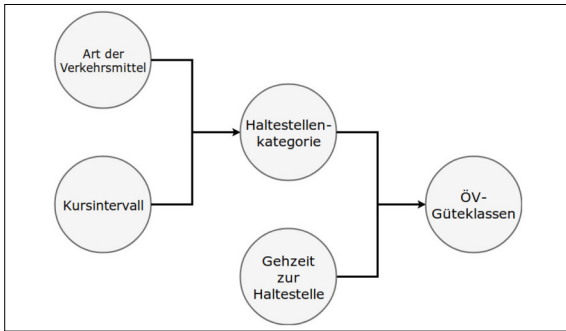 Art der
Verkehrsmittel
Haltestellen-
kategorie
Kursintervall
ÖV-
Güteklassen
Gehzeit
zur
Haltestelle